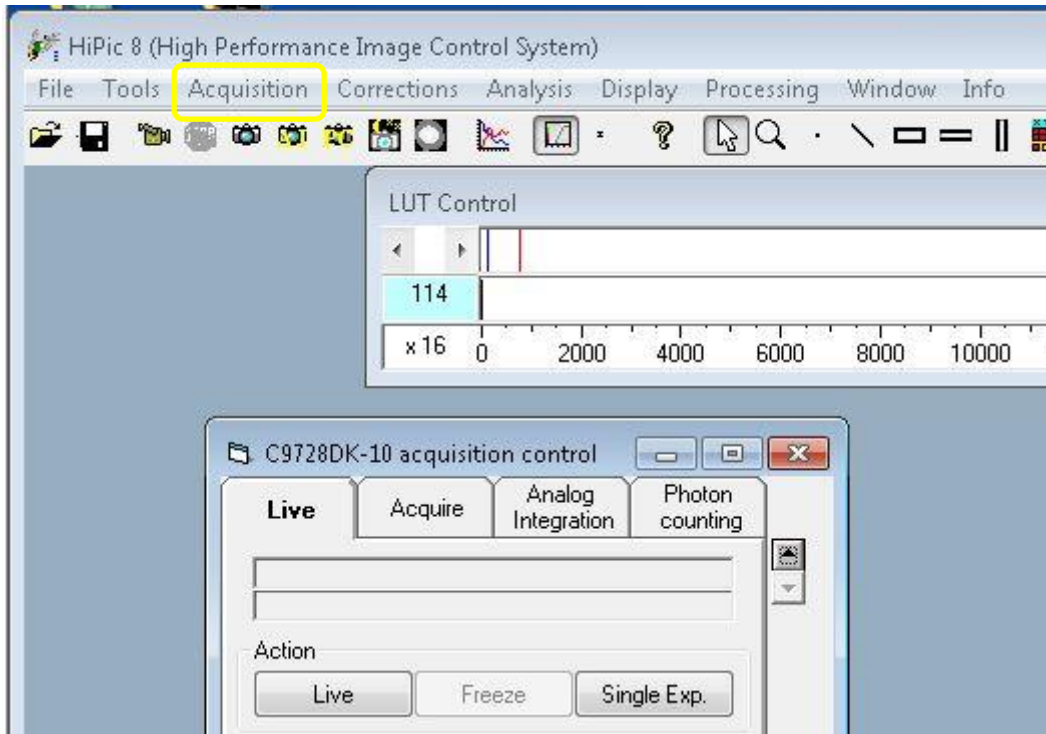 HiPic 8 (High Performance Image Control System)
File Tools Acquisition Corrections Analysis Display Processing Window Info
LUT Control
114
x 16 0 2000 4000 6000 8000 10000
C9728DK-10 acquisition control
Live Acquire Analog Integration Photon counting
Action
Live Freeze Single Exp.